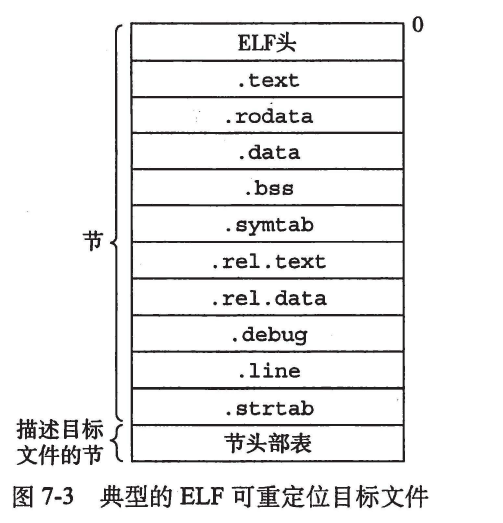 0
ELF头
.text
.rodata
.data
.bss
.symtab
节
.rel.text
.rel.data
.debug
.line
.strtab
描述目标
文件的节
节头部表
图 7-3 典型的 ELF 可重定位目标文件